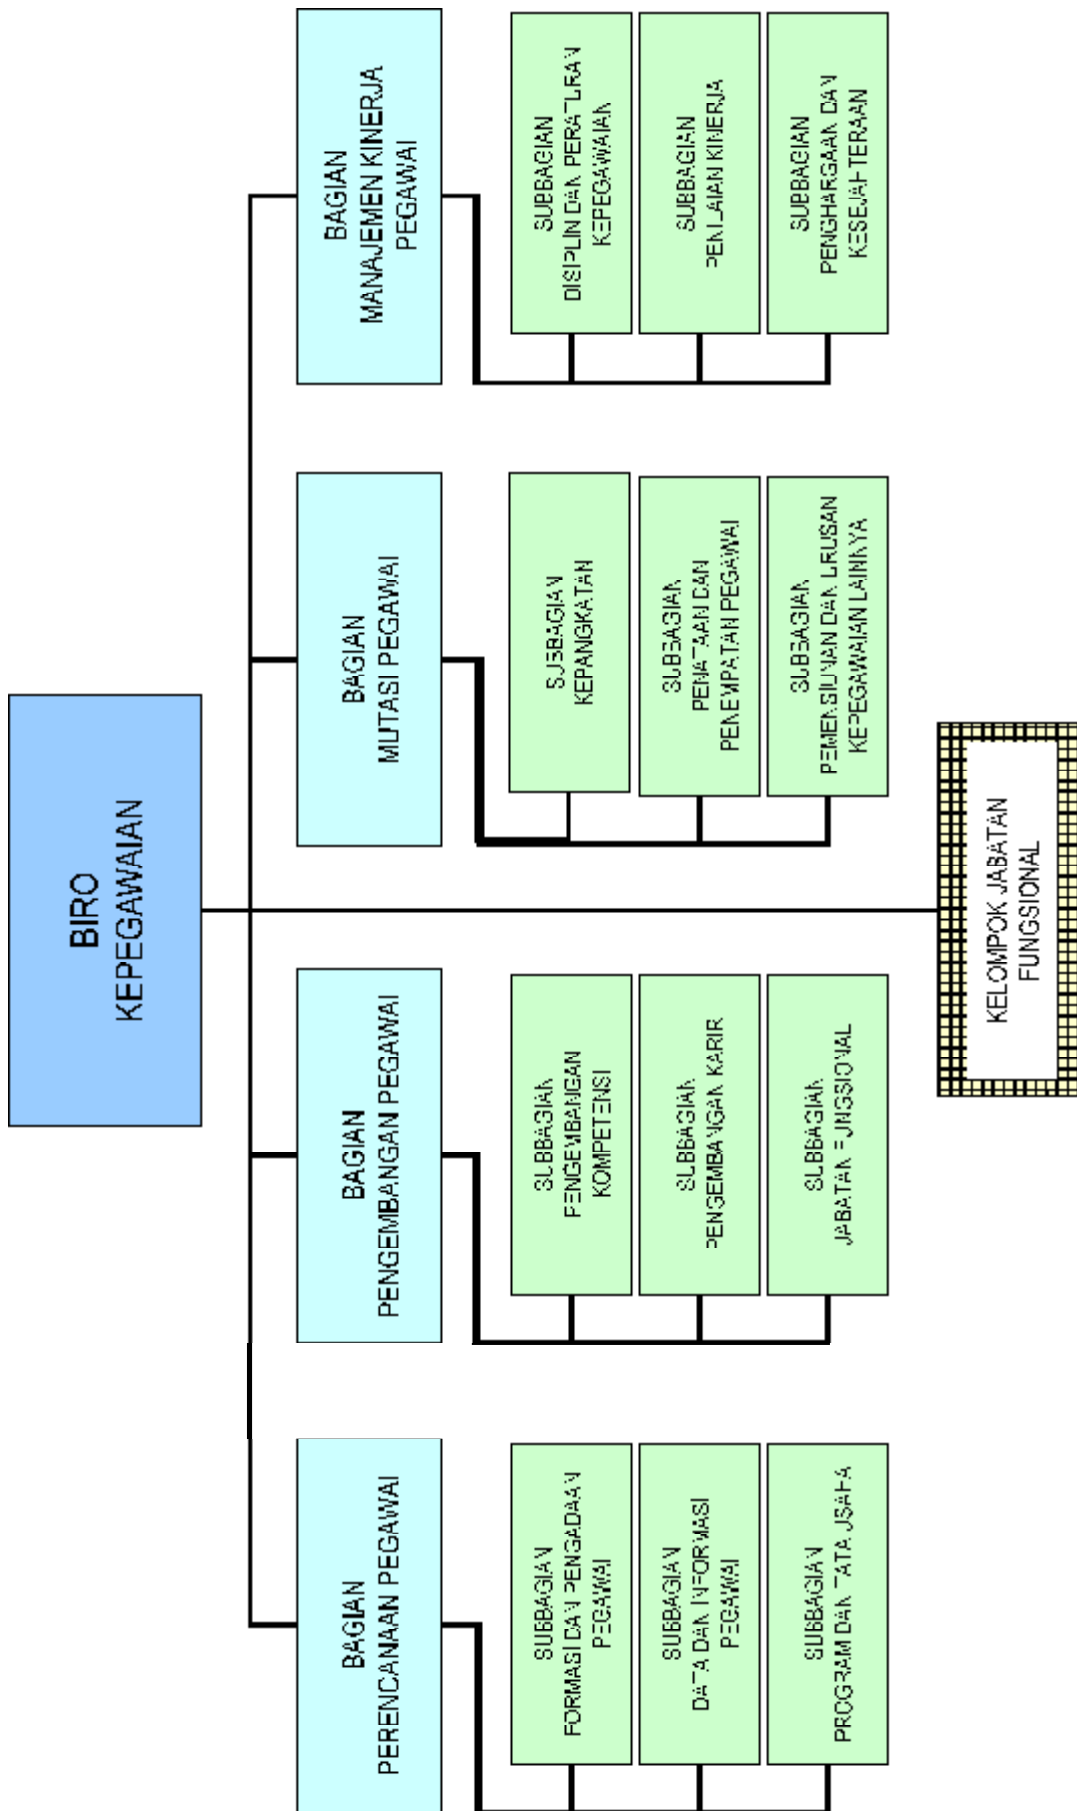 BIRO
KEPEGAWAIAN
BAGIAN
PERENCANAAN PEGAWAI
BAGIAN
PENGEMBANGAN PEGAWAI
BAGIAN
MUTASI PEGAWAI
BAGIAN
MANAJEMEN KINERJA
PEGAWAI
SUBBAGIAN
FORMASI DAN PENGADAAN
PEGAWAI
SUBBAGIAN
DATA DAN INFORMASI
PEGAWAI
SUBBAGIAN
PROGRAM DAN TATA USAHA
SUBBAGIAN
PENGEMBANGAN
KOMPETENSI
SUBBAGIAN
PENGEMBANGAN KARIR
SUBBAGIAN
JABATAN FUNGSIONAL
SUBBAGIAN
KEPANGKATAN
SUBBAGIAN
PENATAAN DAN
PENEMPATAN PEGAWAI
SUBBAGIAN
PEMENSIUNAN DAN URUSAN
KEPEGAWAIAN LAINNYA
SUBBAGIAN
DISIPLIN DAN PERATURAN
KEPEGAWAIAN
SUBBAGIAN
PENILAIAN KINERJA
SUBBAGIAN
PENGHARGAAN DAN
KESEJAHTERAAN
KELOMPOK JABATAN
FUNGSIONAL